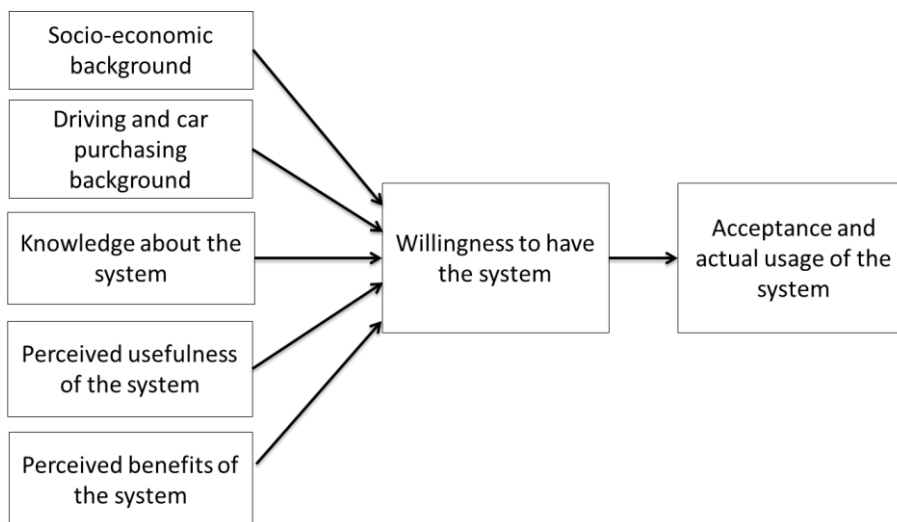 Socio-economic
background
Driving and car
purchasing
background
Knowledge about the
system
Perceived usefulness
of the system
Perceived benefits of
the system
Willingness to have
the system
Acceptance and
actual usage of the
system